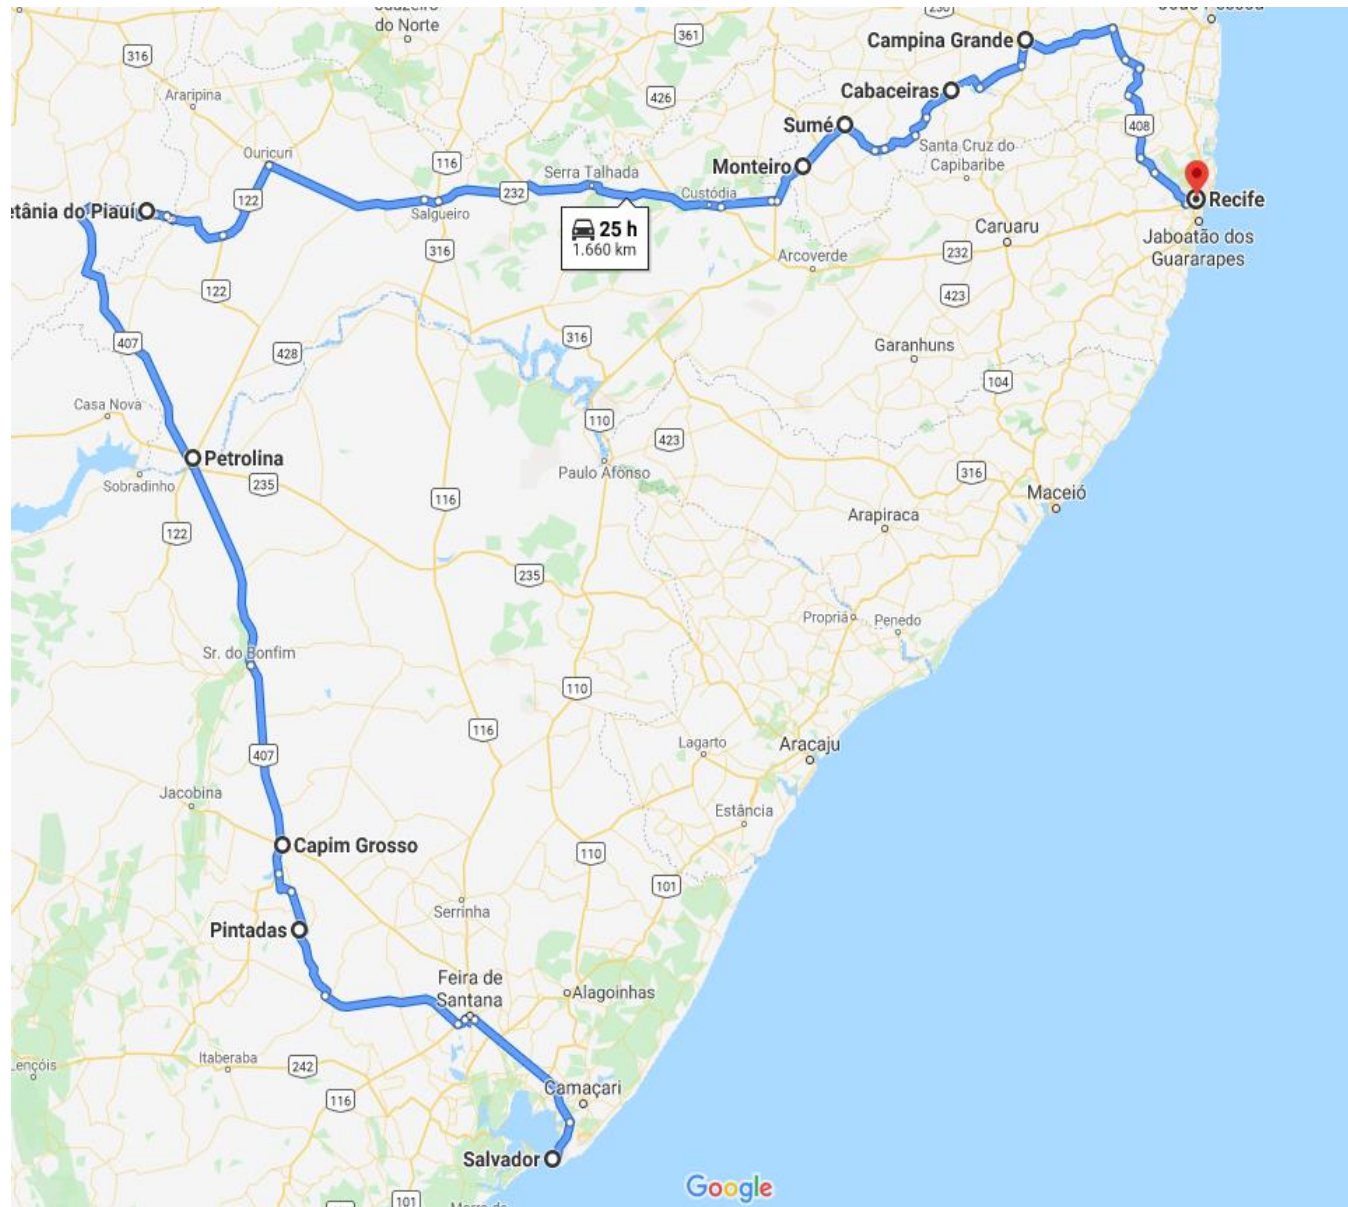 do Norte
361
Campina Grande
316
Araripina
426
Cabaceiras
Sumé
408
Santa Cruz do
Capibaribe
Ouricuri
116
Serra Talhada
Monteiro
122
232
Custódia
Recife
etânia do Piauí
Salgueiro
25 h
1.660 km
Caruaru
Jaboatão dos
Guararapes
316
Arcoverde
232
122
423
407
316
Garanhuns
428
104
Casa Nova
110
423
Petrolina
Paulo Afonso
316
Sobradinho
235
Maceió
116
Arapiraca
122
235
Propriá
Penedo
Sr. do Bonfim
110
116
Lagarto
Aracaju
407
Jacobina
Estância
Capim Grosso
110
101
Serrinha
Pintadas
Feira de
Santana
Alagoinhas
Itaberaba
ençóis
242
Camaçari
116
Salvador
Google
101